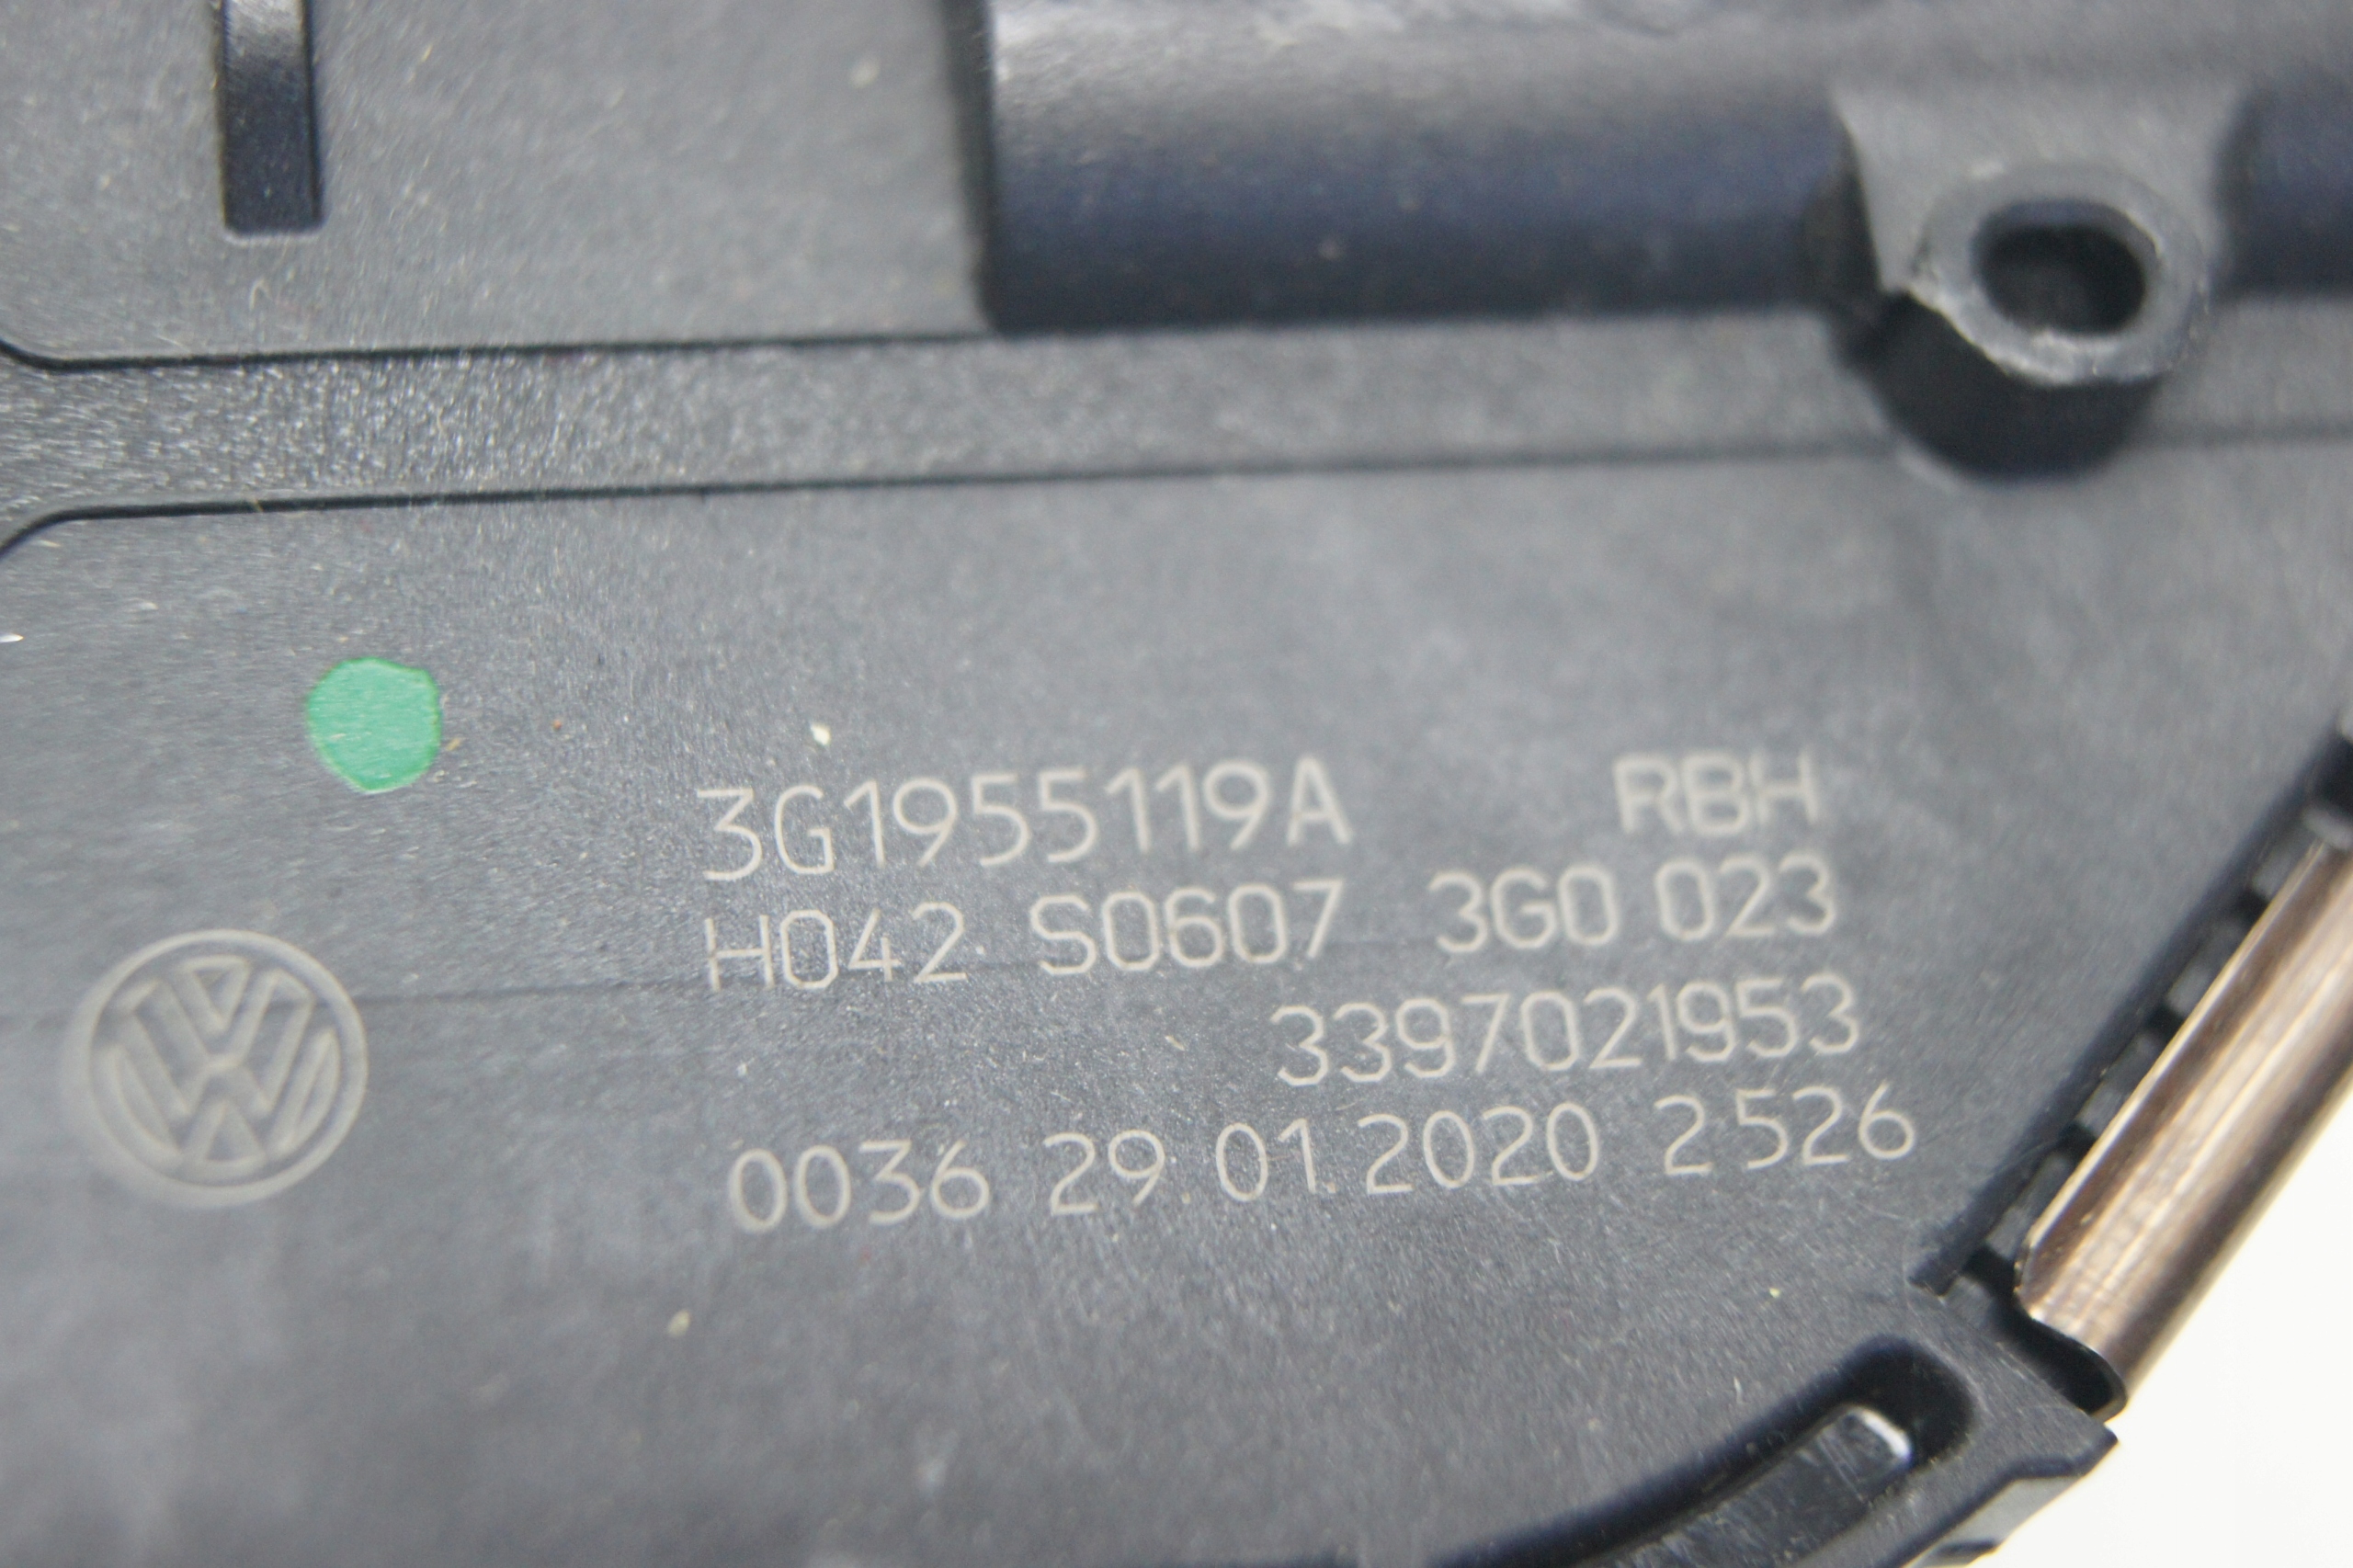 3G1955119A RBH
H042 S0607 3G0 023
3397021953
0036 29.01.2020 2526
VW